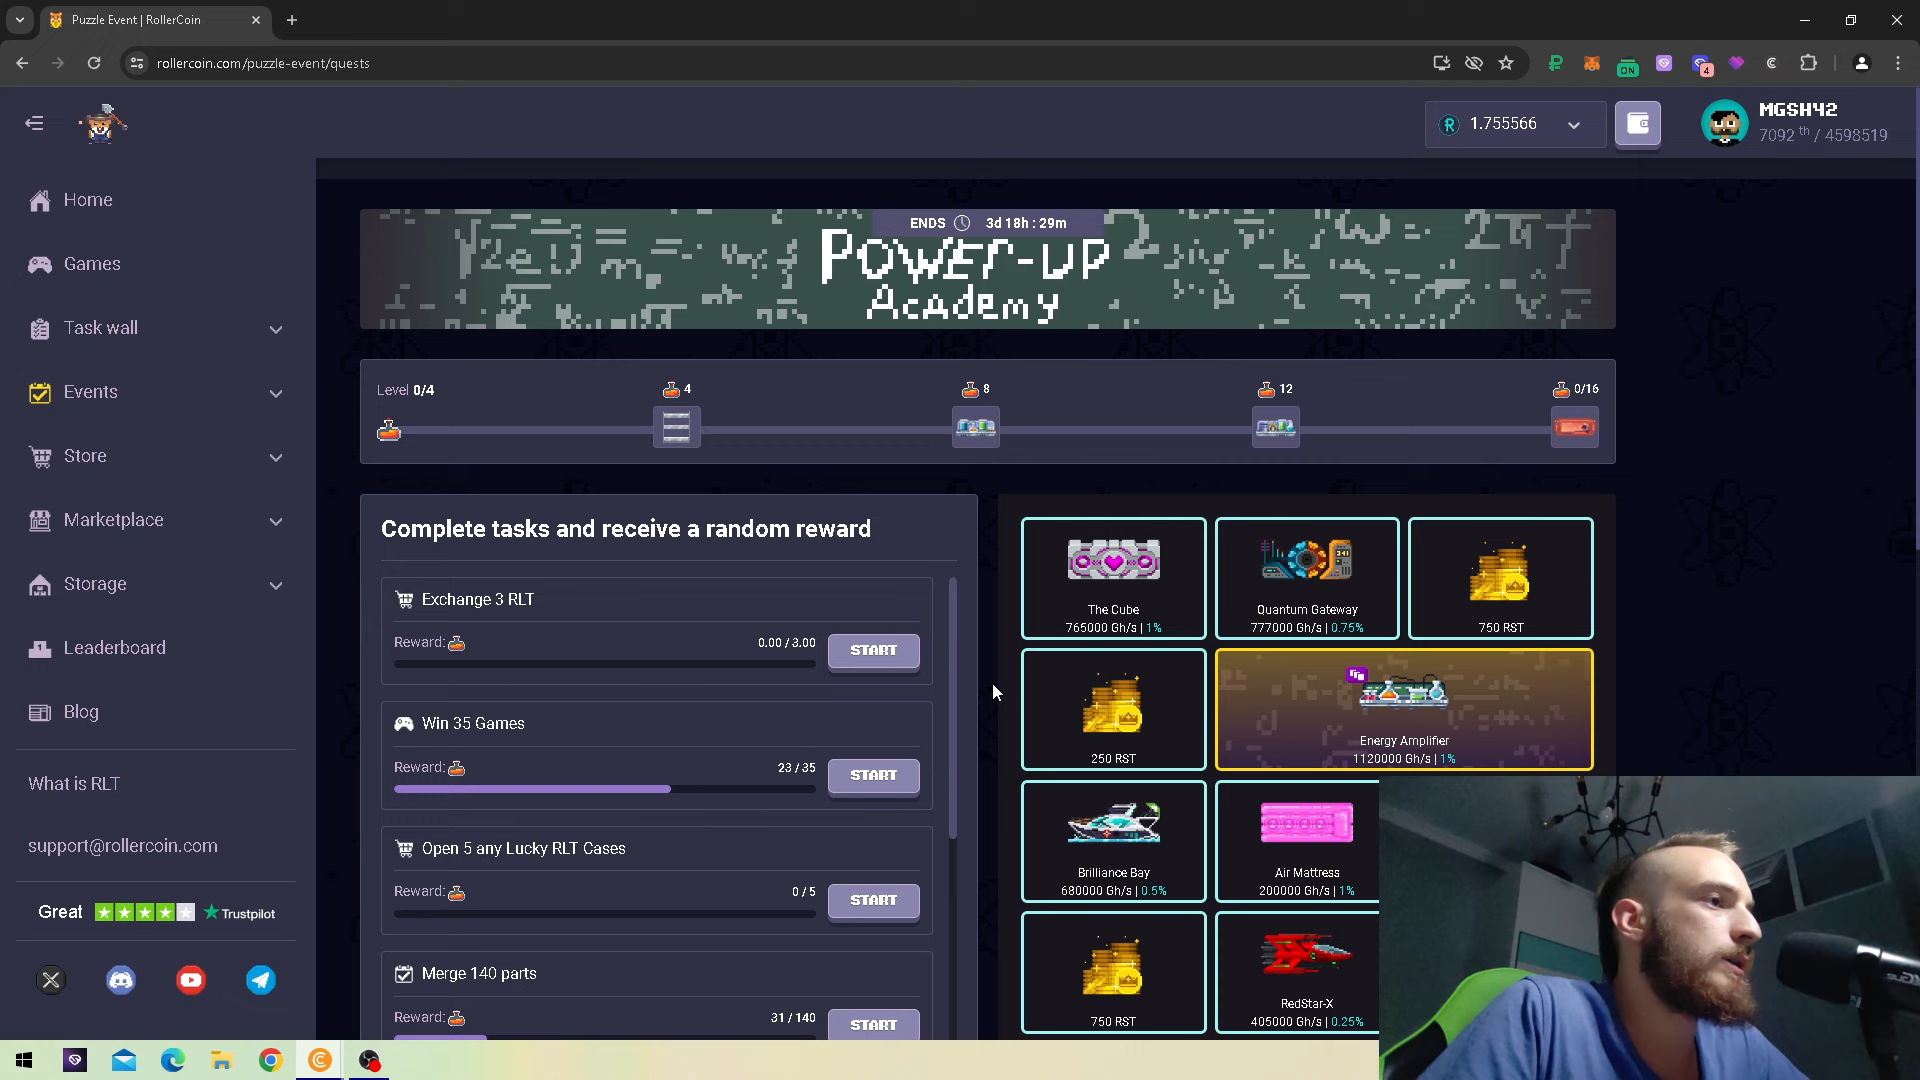 Puzzle Event | RollerCoin
rollercoin.com/puzzle-event/quests
ON
4
1.755566
MGSH42
7092 th / 4598519
Home
Games
Task wall
Events
Store
Marketplace
Storage
Leaderboard
Blog
What is RLT
support@rollercoin.com
Great
Trustpilot
ENDS 3d 18h : 29m
Power-up
Academy
Level 0/4
4
8
12
0/16
Complete tasks and receive a random reward
Exchange 3 RLT
Reward:
0.00 / 3.00
START
Win 35 Games
Reward:
23 / 35
START
Open 5 any Lucky RLT Cases
Reward:
0 / 5
START
Merge 140 parts
Reward:
31 / 140
START
The Cube
765000 Gh/s | 1%
Quantum Gateway
777000 Gh/s | 0.75%
750 RST
250 RST
Energy Amplifier
1120000 Gh/s | 1%
Brilliance Bay
680000 Gh/s | 0.5%
Air Mattress
200000 Gh/s | 1%
750 RST
RedStar-X
405000 Gh/s | 0.25%